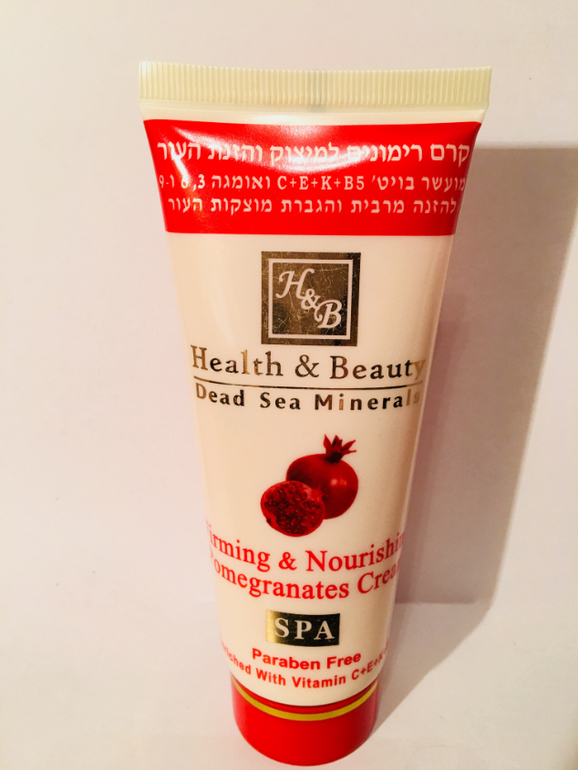 קרם רימונים למיצוק והזנת העור
מועשר בויט' C+E+K+B5 ואומגה 3, 6 ו-9
להזנה מרבית והגברת מוצקות העור
H&B
Health & Beauty
Dead Sea Minerals
Firming & Nourishing
Pomegranates Cream
SPA
Paraben Free
With Vitamin C+E+K